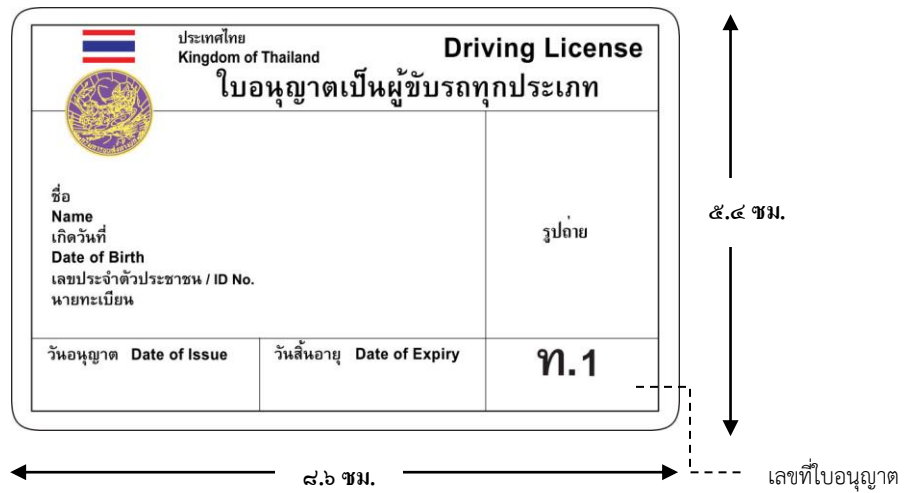 ประเทศไทย
Kingdom of Thailand
Driving License
ใบอนุญาตเป็นผู้ขับรถทุกประเภท
ชื่อ
Name
เกิดวันที่
Date of Birth
เลขประจำตัวประชาชน / ID No.
นายทะเบียน
รูปถ่าย
วันอนุญาต Date of Issue
วันสิ้นอายุ Date of Expiry
ท.1
๕.๔ ซม.
๘.๖ ซม.
เลขที่ใบอนุญาต